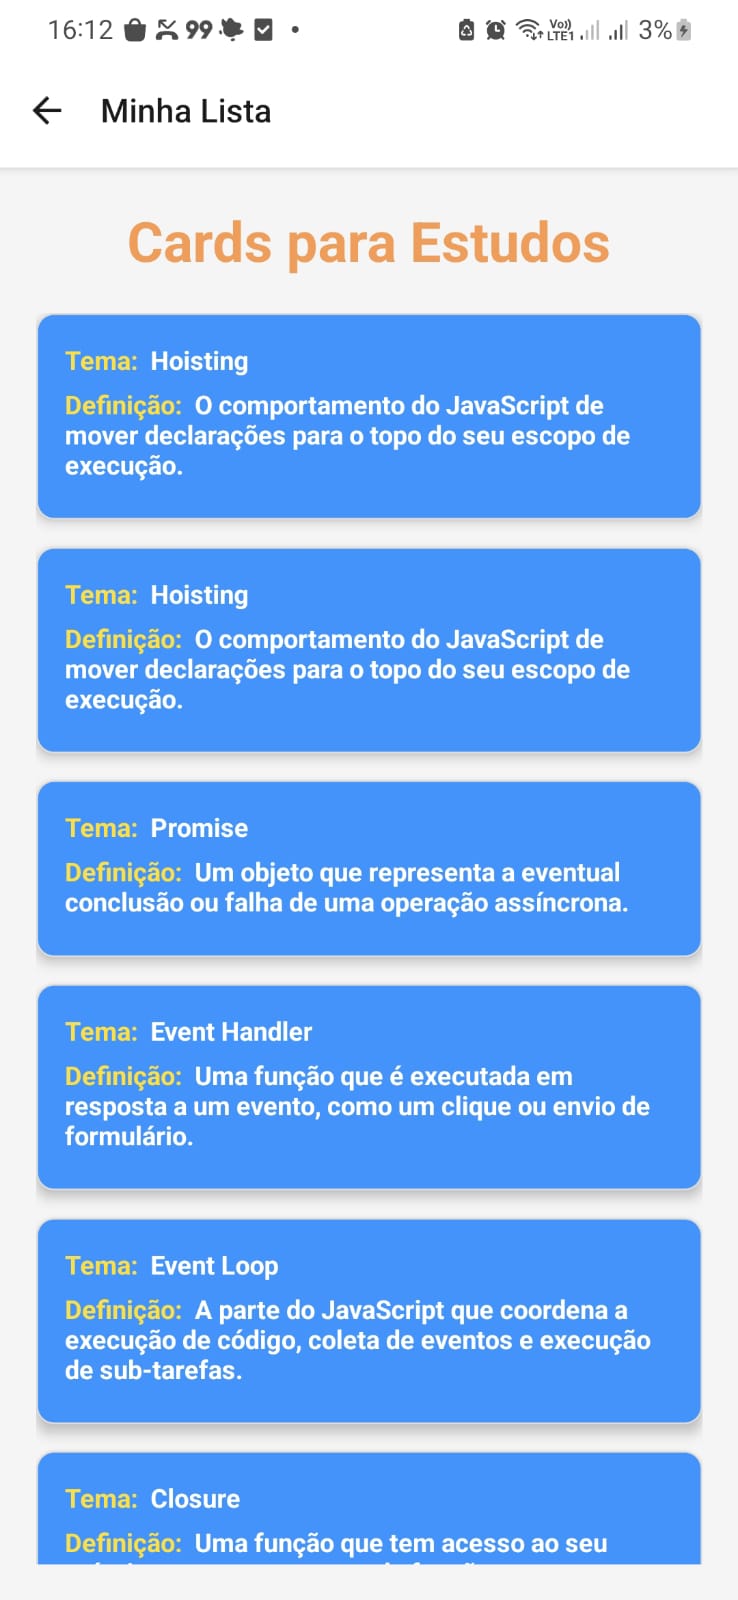 16:12 99 Vo)) LTE1 3%
Minha Lista
Cards para Estudos
Tema: Hoisting
Definição: O comportamento do JavaScript de
mover declarações para o topo do seu escopo de
execução.
Tema: Hoisting
Definição: O comportamento do JavaScript de
mover declarações para o topo do seu escopo de
execução.
Tema: Promise
Definição: Um objeto que representa a eventual
conclusão ou falha de uma operação assíncrona.
Tema: Event Handler
Definição: Uma função que é executada em
resposta a um evento, como um clique ou envio de
formulário.
Tema: Event Loop
Definição: A parte do JavaScript que coordena a
execução de código, coleta de eventos e execução
de sub-tarefas.
Tema: Closure
Definição: Uma função que tem acesso ao seu